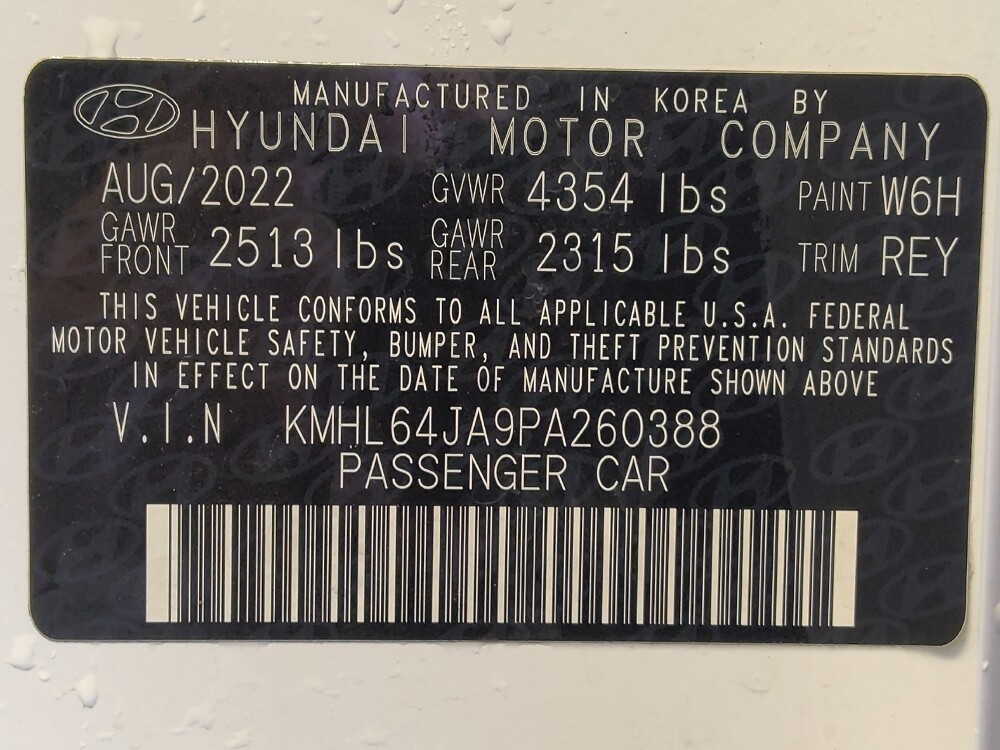 MANUFACTURED IN KOREA BY
HYUNDAI MOTOR COMPANY
AUG/2022 GVWR 4354 lbs PAINT W6H
GAWR FRONT 2513 lbs GAWR REAR 2315 lbs TRIM REY
THIS VEHICLE CONFORMS TO ALL APPLICABLE U.S.A. FEDERAL
MOTOR VEHICLE SAFETY, BUMPER, AND THEFT PREVENTION STANDARDS
IN EFFECT ON THE DATE OF MANUFACTURE SHOWN ABOVE
V.I.N KMHL64JA9PA260388
PASSENGER CAR